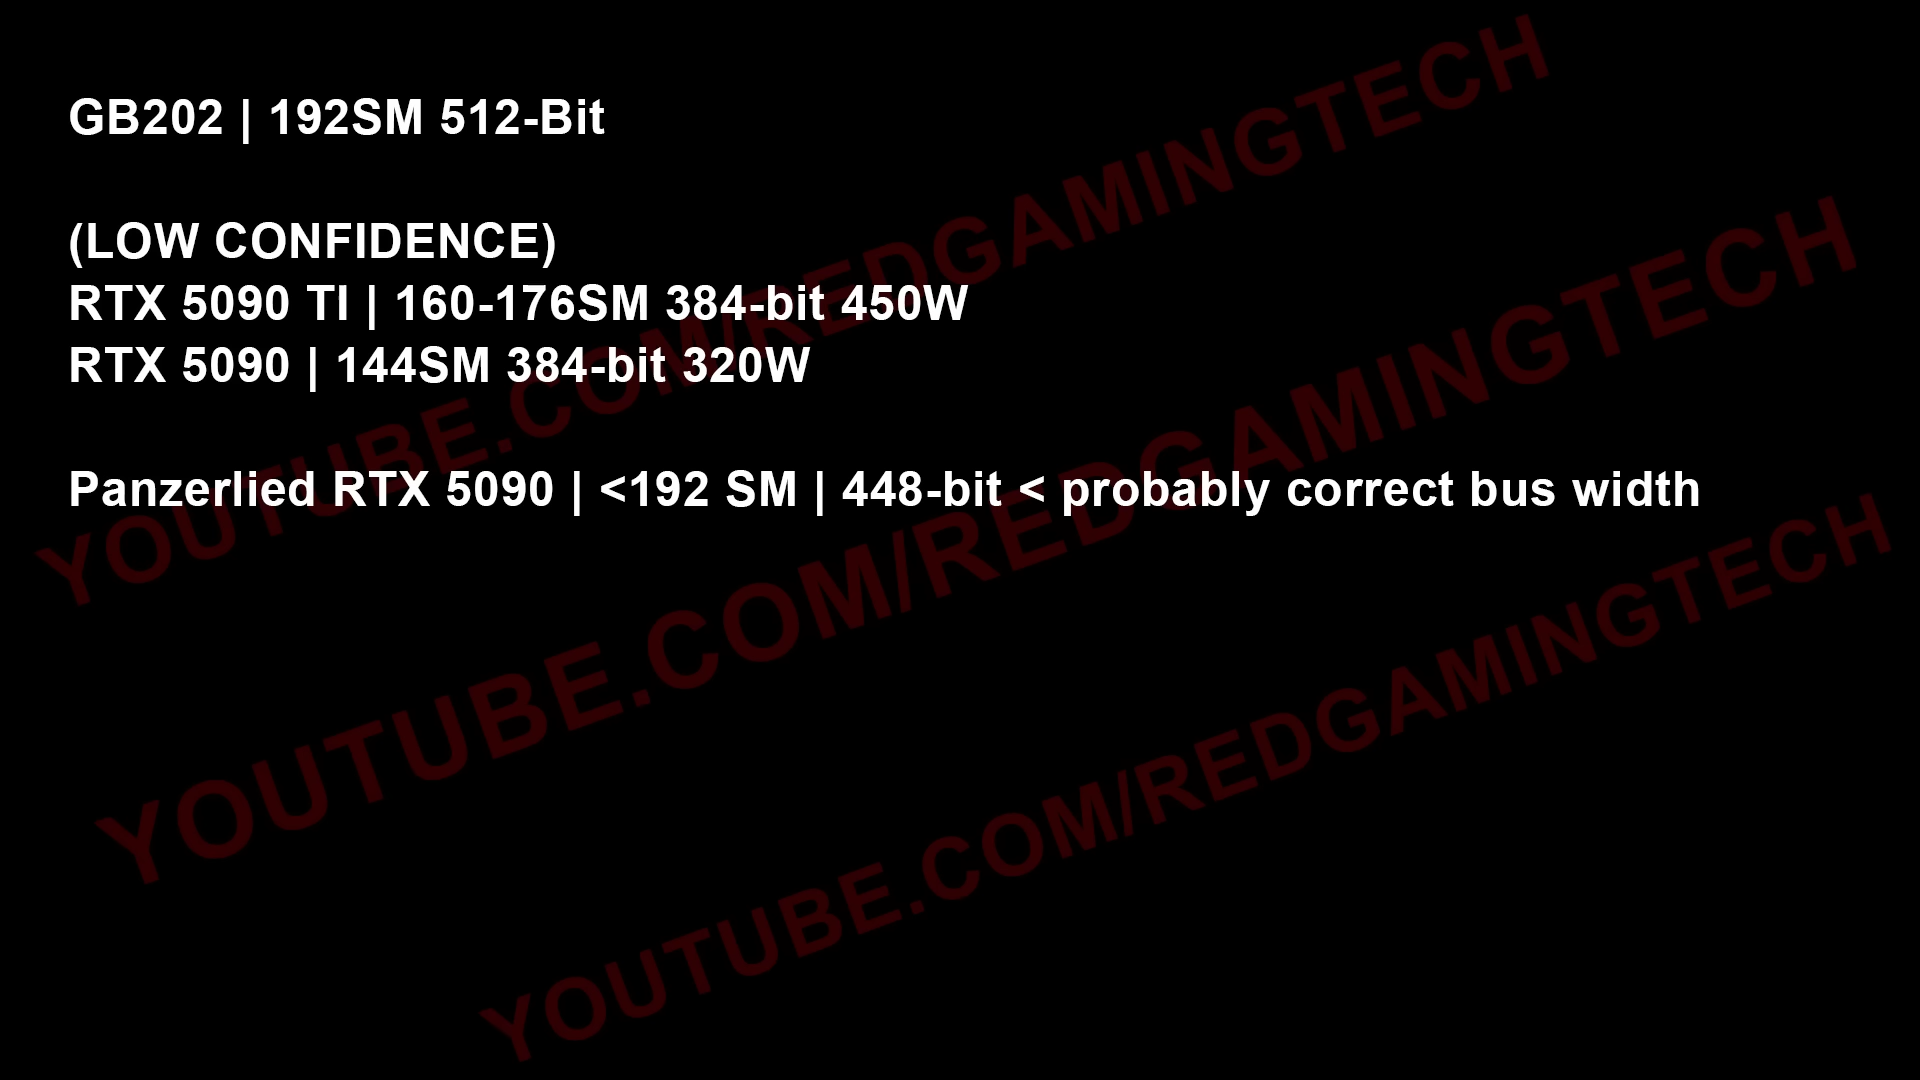 GB202 | 192SM 512-Bit
(LOW CONFIDENCE)
RTX 5090 TI | 160-176SM 384-bit 450W
RTX 5090 | 144SM 384-bit 320W
Panzerlied RTX 5090 | <192 SM | 448-bit < probably correct bus width
YOUTUBE.COM/REDGAMINGTECH
YOUTUBE.COM/REDGAMINGTECH
YOUTUBE.COM/REDGAMINGTECH